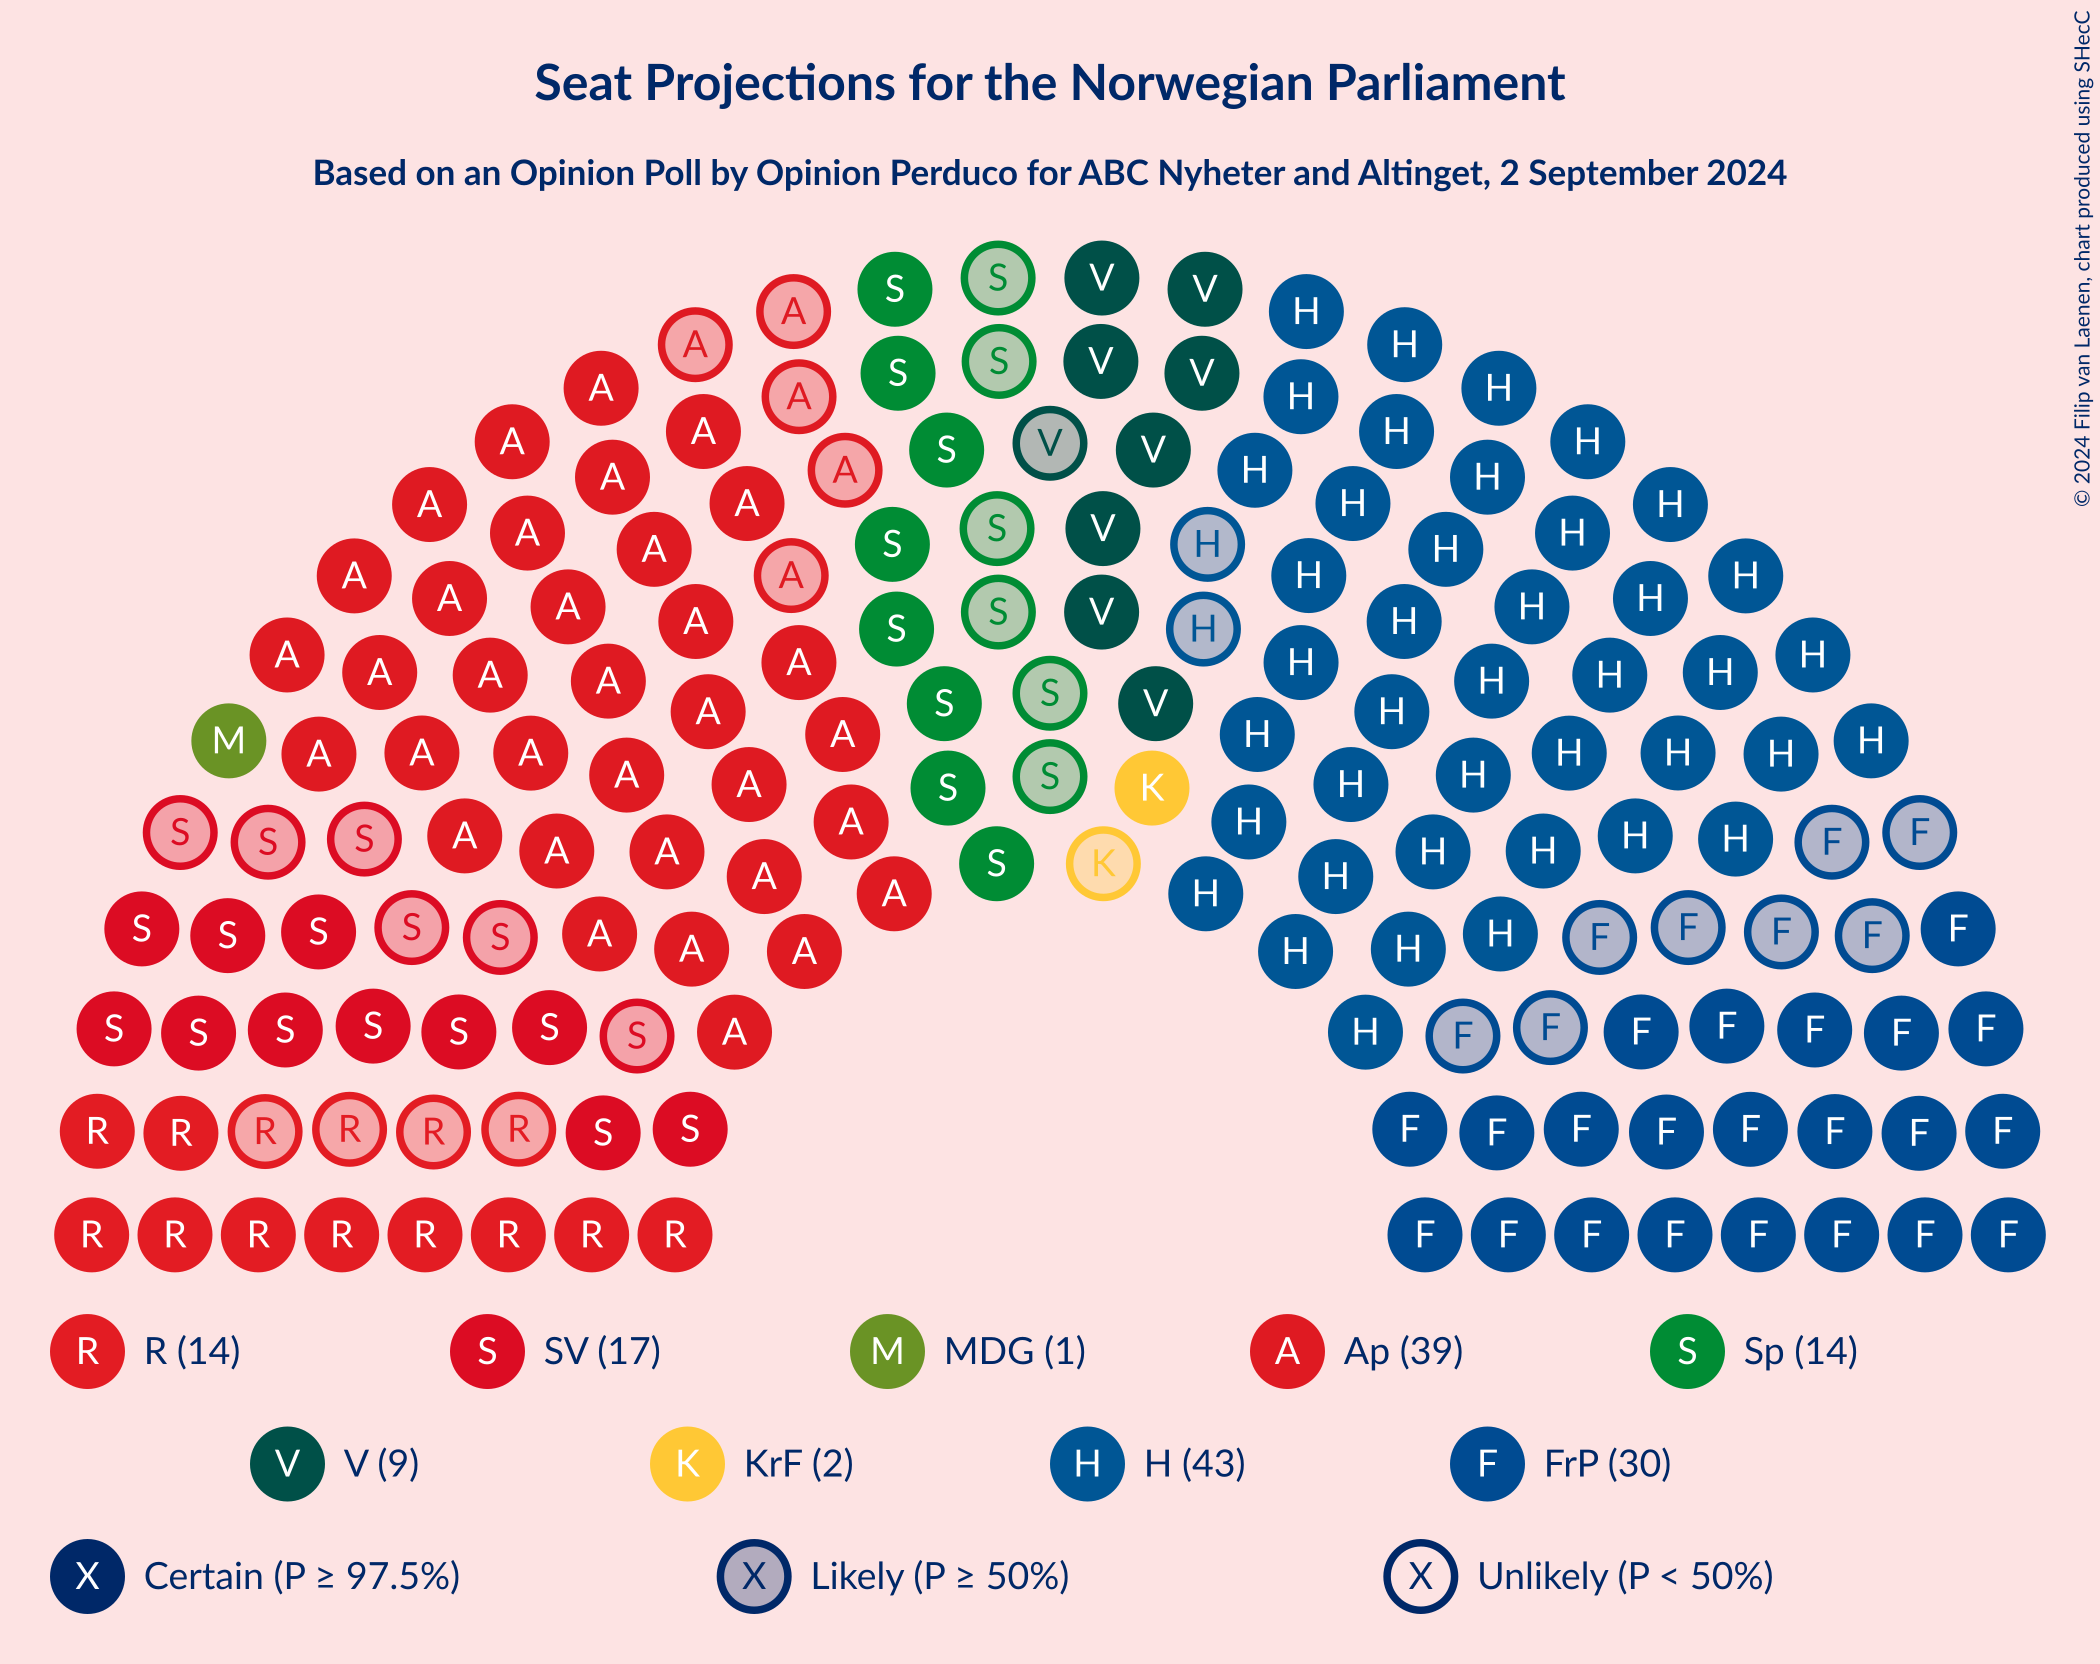 Seat Projections for the Norwegian Parliament
Based on an Opinion Poll by Opinion Perduco for ABC Nyheter and Altinget, 2 September 2024
© 2024 Filip van Laenen, chart produced using SHecC
S S V V
A A H H
A S S V V H
A A H H
A A S V V H H
A A A H H H
A A S S V H H H
A A A A H H H H
A A A S S V H H H H
A A A A H H H H
A A A A S S V H H H H H
M A A A A A S S K H H H H H H
S S S A A A A A S K H H H H H H F F
S S S S S A A A A H H H H F F F F F
S S S S S S S A H F F F F F F F
R R R R R R S S F F F F F F F F
R R R R R R R R F F F F F F F F
R R (14) S SV (17) M MDG (1) A Ap (39) S Sp (14)
V V (9) K KrF (2) H H (43) F FrP (30)
X Certain (P ≥ 97.5%) X Likely (P ≥ 50%) X Unlikely (P < 50%)